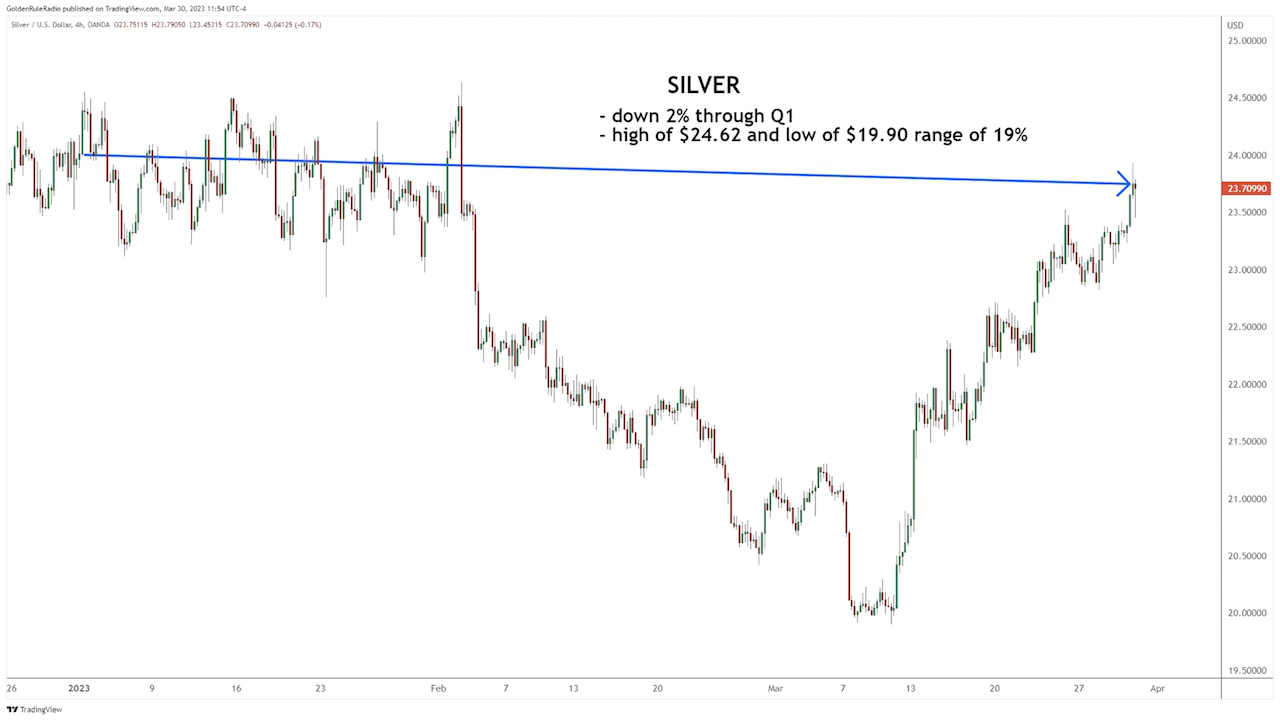 GoldenRuleRadio published on TradingView.com, Mar 30, 2023 11:54 UTC-4
Silver / U.S. Dollar, 4h, OANDA O23.75115 H23.79050 L23.45315 C23.70990 -0.04125 (-0.17%)
USD
25.00000
SILVER
24.50000
- down 2% through Q1
- high of $24.62 and low of $19.90 range of 19%
24.00000
23.70990
23.50000
23.00000
22.50000
22.00000
21.50000
21.00000
20.50000
20.00000
19.50000
26 2023 9 16 23 Feb 7 13 20 Mar 7 13 20 27 Apr
TradingView